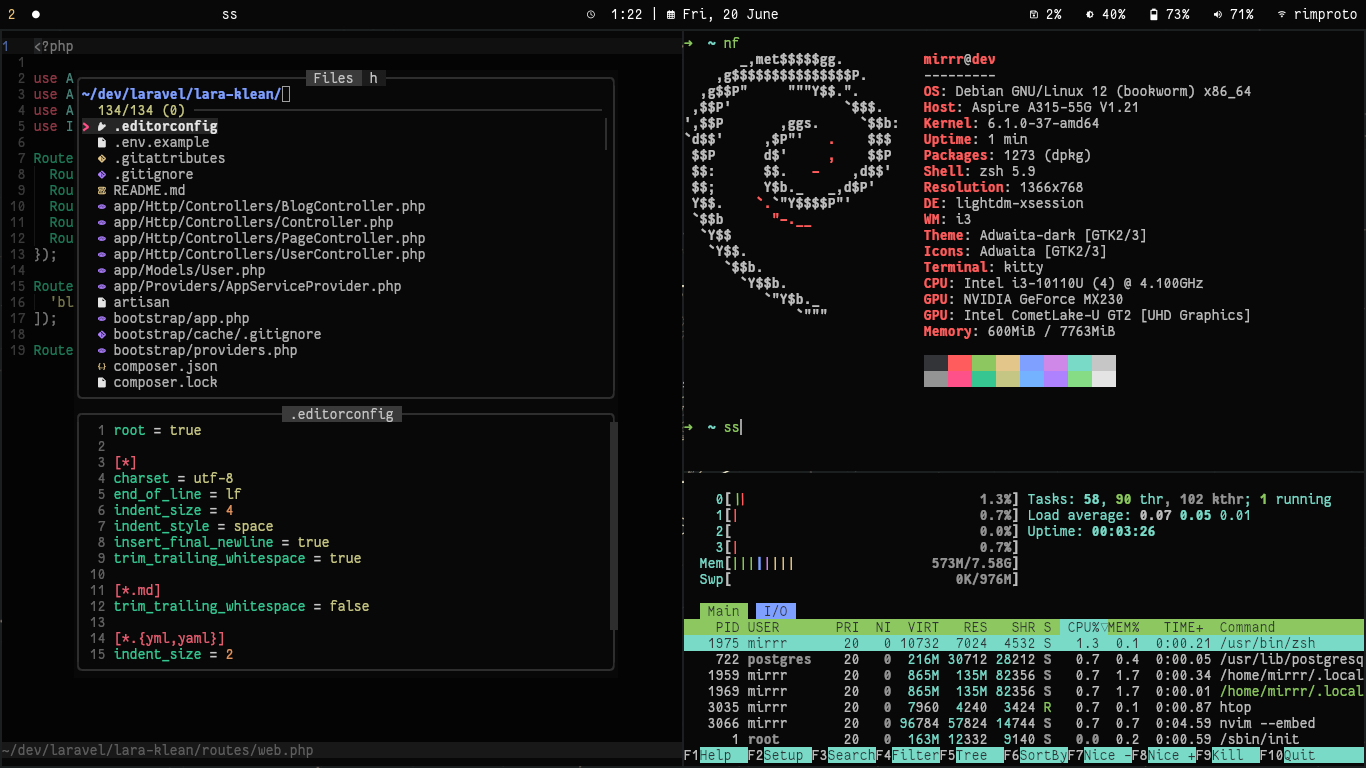 2 ss 1:22 | Fri, 20 June 2% 40% 73% 71% rimproto
1 <?php
1
2 use A
3 use A
4 use A
5 use I
6
7 Route
8 Rou
9 Rou
10 Rou
11 Rou
12 Rou
13 });
14
15 Route
16 'bl
17 ]);
18
19 Route
Files h
~/dev/laravel/lara-klean/
134/134 (0)
> .editorconfig
.env.example
.gitattributes
.gitignore
README.md
app/Http/Controllers/BlogController.php
app/Http/Controllers/Controller.php
app/Http/Controllers/PageController.php
app/Http/Controllers/UserController.php
app/Models/User.php
app/Providers/AppServiceProvider.php
artisan
bootstrap/app.php
bootstrap/cache/.gitignore
bootstrap/providers.php
composer.json
composer.lock
.editorconfig
1 root = true
2
3 [*]
4 charset = utf-8
5 end_of_line = lf
6 indent_size = 4
7 indent_style = space
8 insert_final_newline = true
9 trim_trailing_whitespace = true
10
11 [*.md]
12 trim_trailing_whitespace = false
13
14 [*.{yml,yaml}]
15 indent_size = 2
~/dev/laravel/lara-klean/routes/web.php
→ ~ nf
_,met$$$$$gg.
,g$$$$$$$$$$$$$$$P.
,g$$P" """Y$$.".
,$$P' `$$$.
',$$P ,ggs. `$$b:
`d$$' ,$P"' . $$$
$$P d$' , $$P
$$: $$. - ,d$$'
$$; Y$b._ _,d$P'
Y$$. `.`"Y$$$$P"'
`$$b "-.__
`Y$$
`Y$$.
`$$b.
`Y$$b.
`"Y$b._
`"""
mirrr@dev
---------
OS: Debian GNU/Linux 12 (bookworm) x86_64
Host: Aspire A315-55G V1.21
Kernel: 6.1.0-37-amd64
Uptime: 1 min
Packages: 1273 (dpkg)
Shell: zsh 5.9
Resolution: 1366x768
DE: lightdm-xsession
WM: i3
Theme: Adwaita-dark [GTK2/3]
Icons: Adwaita [GTK2/3]
Terminal: kitty
CPU: Intel i3-10110U (4) @ 4.100GHz
GPU: NVIDIA GeForce MX230
GPU: Intel CometLake-U GT2 [UHD Graphics]
Memory: 600MiB / 7763MiB
→ ~ ss
0[|| 1.3%] Tasks: 58, 90 thr, 102 kthr; 1 running
1[| 0.7%] Load average: 0.07 0.05 0.01
2[ 0.0%] Uptime: 00:03:26
3[| 0.7%]
Mem[|||||||| 573M/7.58G]
Swp[ 0K/976M]
Main I/O
PID USER PRI NI VIRT RES SHR S CPU%▽MEM% TIME+ Command
1975 mirrr 20 0 10732 7024 4532 S 1.3 0.1 0:00.21 /usr/bin/zsh
722 postgres 20 0 216M 30712 28212 S 0.7 0.4 0:00.05 /usr/lib/postgresq
1959 mirrr 20 0 865M 135M 82356 S 0.7 1.7 0:00.34 /home/mirrr/.local
1969 mirrr 20 0 865M 135M 82356 S 0.7 1.7 0:00.01 /home/mirrr/.local
3035 mirrr 20 0 7960 4240 3424 R 0.7 0.1 0:00.87 htop
3066 mirrr 20 0 96784 57824 14744 S 0.7 0.7 0:04.59 nvim --embed
1 root 20 0 163M 12332 9140 S 0.0 0.2 0:00.59 /sbin/init
F1Help F2Setup F3SearchF4FilterF5Tree F6SortByF7Nice -F8Nice +F9Kill F10Quit